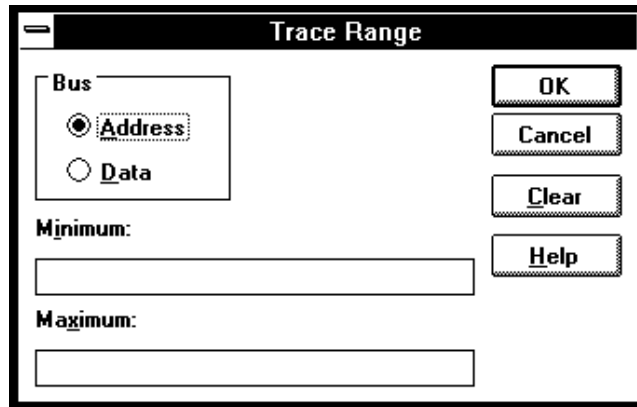 Trace Range
Bus
Address
Data
Minimum:
Maximum:
OK
Cancel
Clear
Help